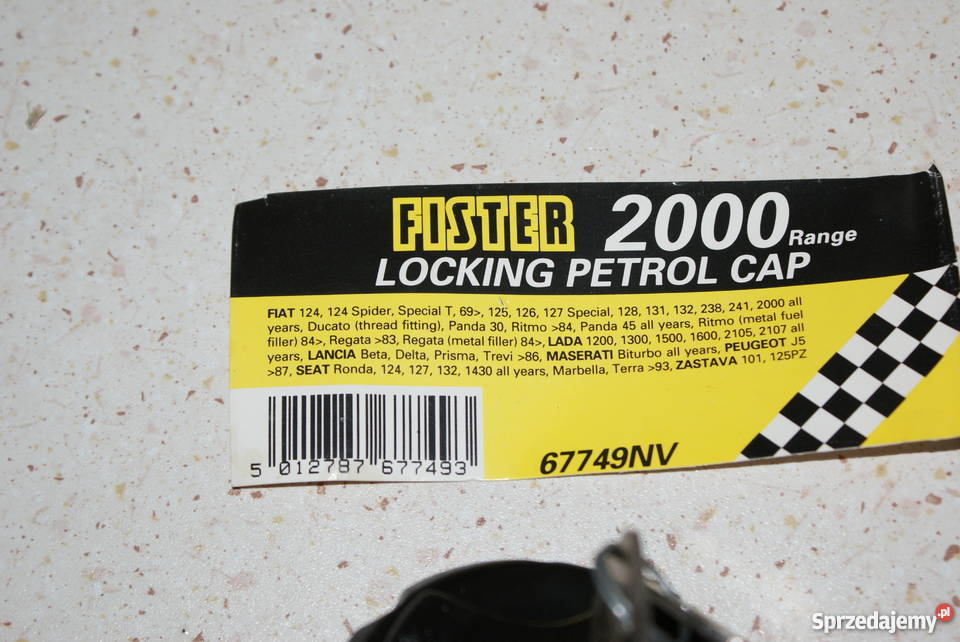 FISTER 2000 Range
LOCKING PETROL CAP
FIAT 124, 124 Spider, Special T, 69>, 125, 126, 127 Special, 128, 131, 132, 238, 241, 2000 all
years, Ducato (thread fitting), Panda 30, Ritmo >84, Panda 45 all years, Ritmo (metal fuel
filler) 84>, Regata >83, Regata (metal filler) 84>, LADA 1200, 1300, 1500, 1600, 2105, 2107 all
years, LANCIA Beta, Delta, Prisma, Trevi >86, MASERATI Biturbo all years, PEUGEOT J5
>87, SEAT Ronda, 124, 127, 132, 1430 all years, Marbella, Terra >93, ZASTAVA 101, 125PZ
5 012787 677493
67749NV
Sprzedajemy.pl